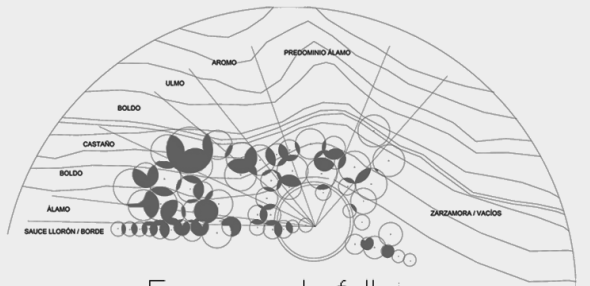 PREDOMINIO ÁLAMO
AROMO
ULMO
BOLDO
CASTAÑO
BOLDO
ÁLAMO
ZARZAMORA / VACÍOS
SAUCE LLORÓN / BORDE